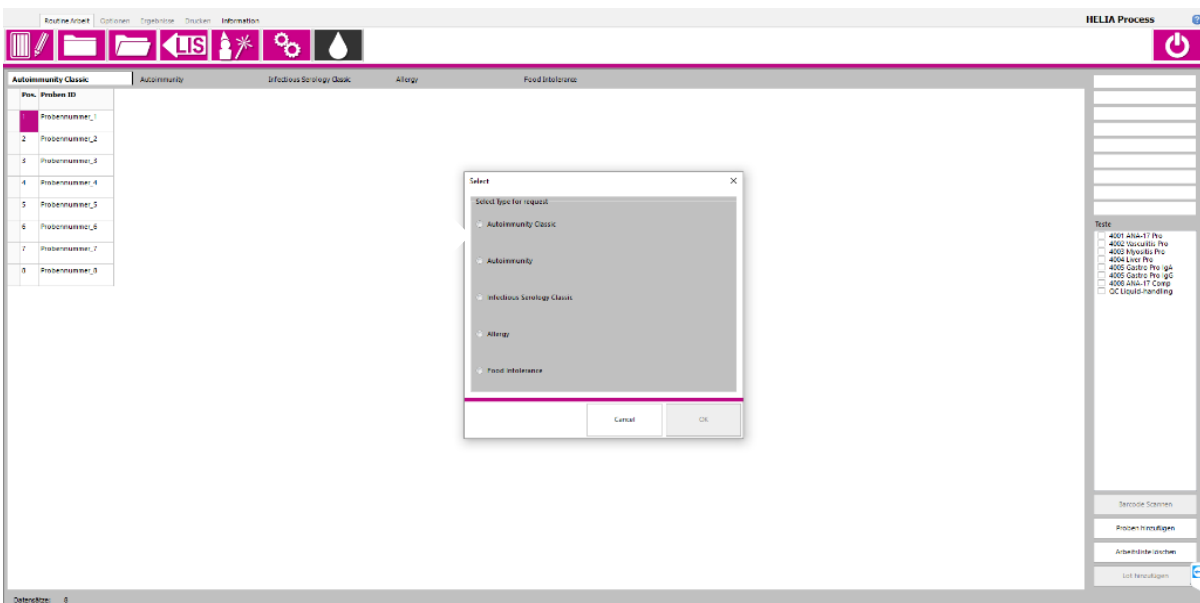 Routine Arbeit Optionen Ergebnisse Drucken Information
HELIA Process
LIS
Autoimmunity Classic Autoimmunity Infectious Serology Classic Allergy Food Intolerance
Pos. Proben ID
1 Probennummer_1
2 Probennummer_2
3 Probennummer_3
4 Probennummer_4
5 Probennummer_5
6 Probennummer_6
7 Probennummer_7
8 Probennummer_8
Select
Select type for request
Autoimmunity Classic
Autoimmunity
Infectious Serology Classic
Allergy
Food Intolerance
Cancel OK
Teste
4001 ANA-17 Pro
4002 Vasculitis Pro
4003 Myositis Pro
4004 Liver Pro
4005 Gastro Pro IgA
4005 Gastro Pro IgG
4008 ANA-17 Comp
QC Liquid-handling
Barcode Scannen
Proben hinzufügen
Arbeitsliste löschen
Lot hinzufügen
Datensätze: 8